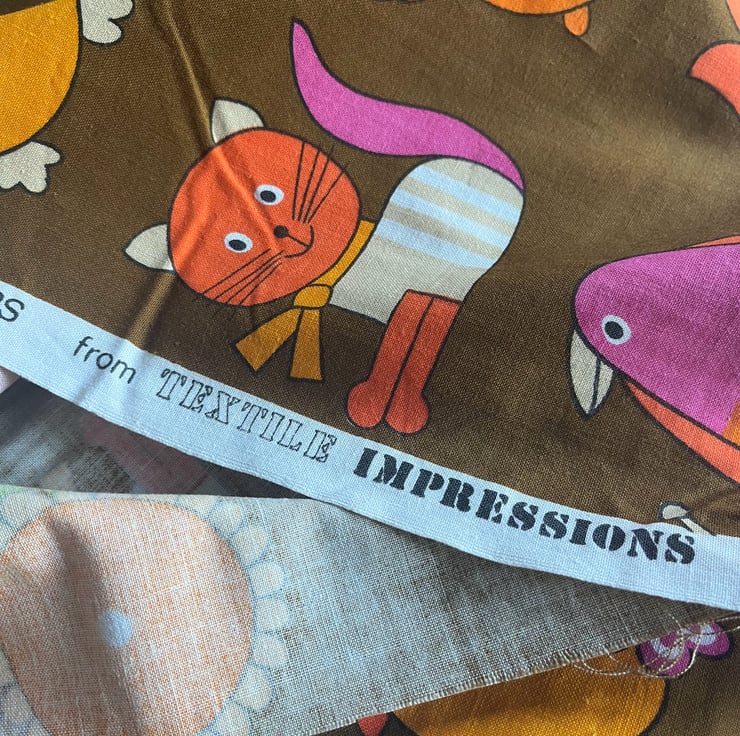 from TEXTILE IMPRESSIONS